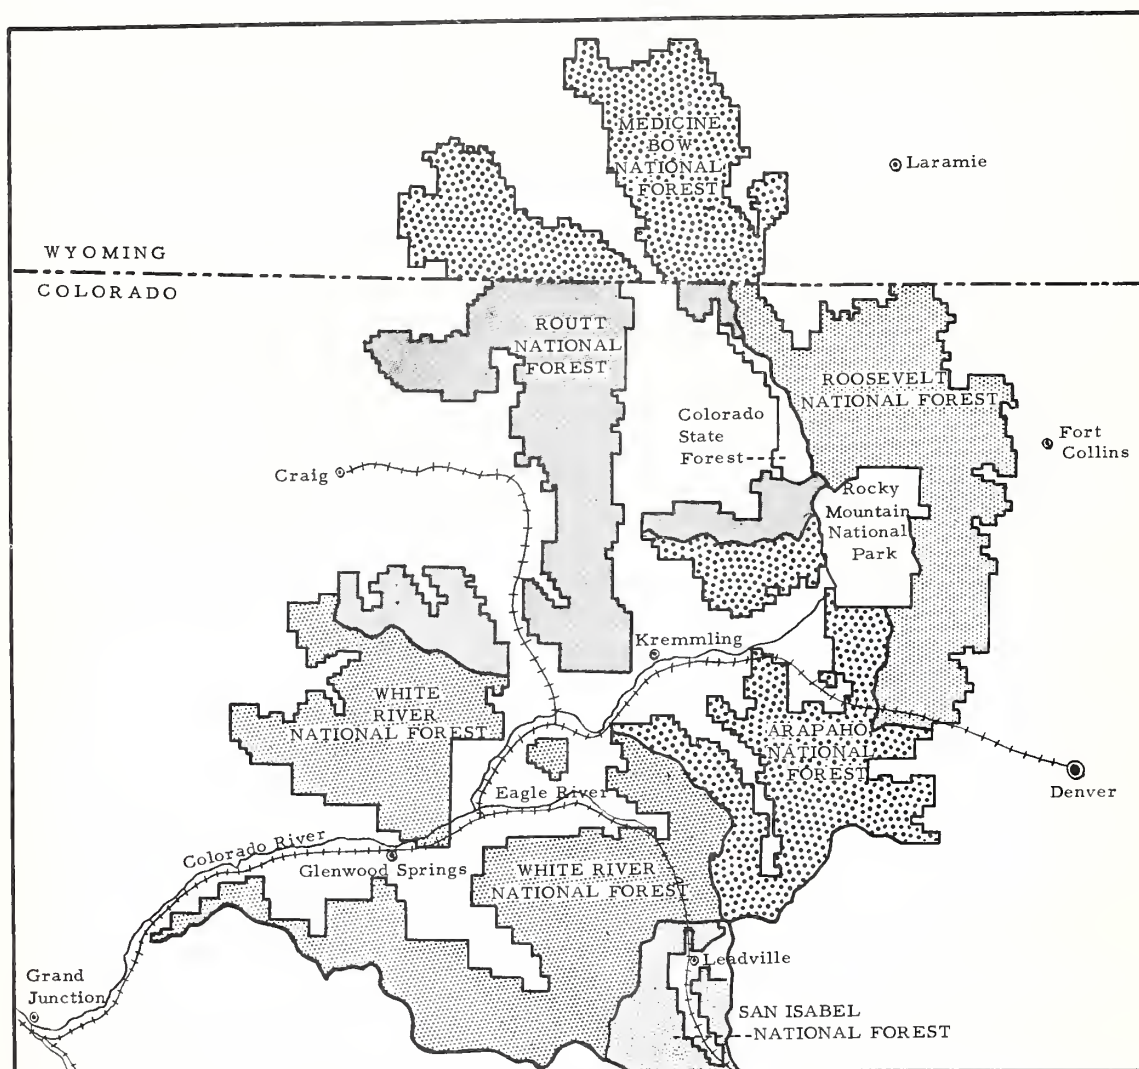 MEDICINE
BOW
NATIONAL
FOREST
Laramie
WYOMING
COLORADO
ROUTT
NATIONAL
FOREST
ROOSEVELT
NATIONAL FOREST
Colorado
State
Forest
Fort
Collins
Craig
Rocky
Mountain
National
Park
Kremmling
WHITE
RIVER
NATIONAL FOREST
ARAPAHO
NATIONAL
FOREST
Eagle River
Denver
Colorado River
Glenwood Springs
WHITE RIVER
NATIONAL FOREST
Leadville
Grand
Junction
SAN ISABEL
NATIONAL FOREST